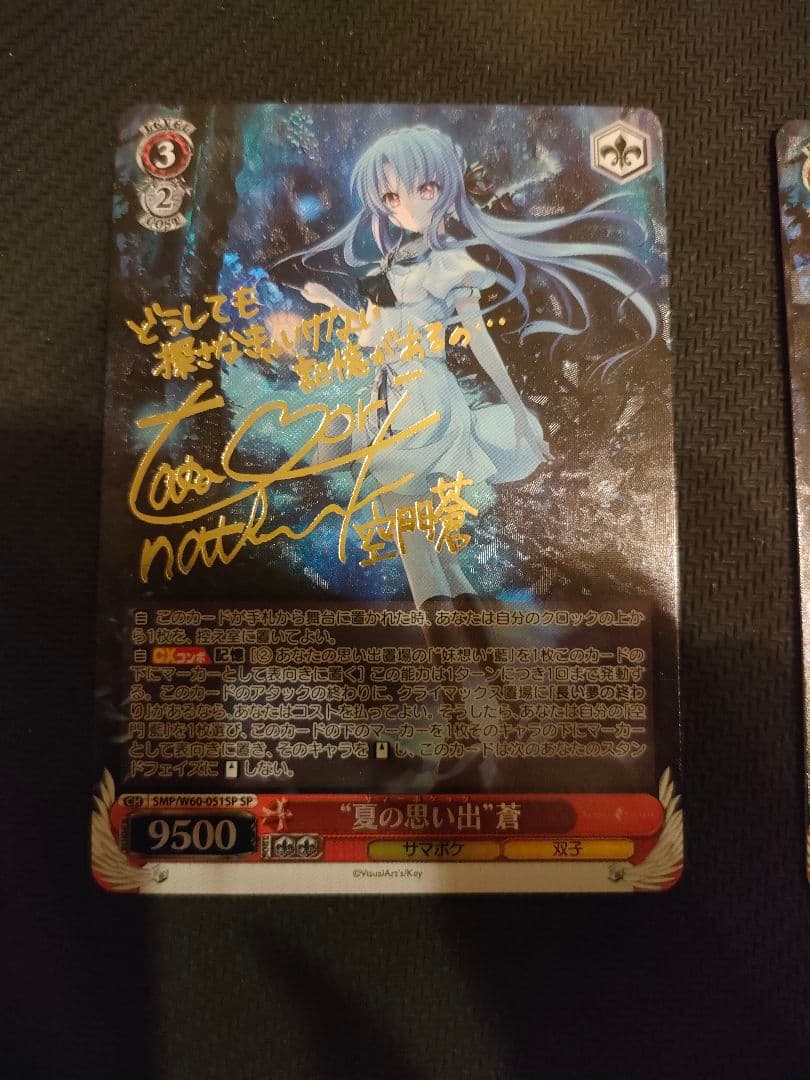 LEVEL
3
2
COST
どうしても
探さなきゃいけない
記憶があるの…
空門蒼
自 このカードが手札から舞台に置かれた時、あなたは自分のクロックの上か
ら1枚を、控え室に置いてよい。
自 CXコンボ 記憶 [② あなたの思い出置場の「“妹想い”藍」を1枚このカードの
下にマーカーとして表向きに置く] この能力は1ターンにつき1回まで発動す
る。このカードのアタックの終わりに、クライマックス置場に「長い夢の終わ
り」があるなら、あなたはコストを払ってよい。そうしたら、あなたは自分の「空
門 藍」を1枚選び、このカードの下のマーカーを1枚そのキャラの下にマーカー
として表向きに置き、そのキャラを し、このカードは次のあなたのスタン
ドフェイズに しない。
CH SMP/W60-051SP SP
9500
“夏の思い出”蒼
サマポケ 双子
©VisualArt's/Key